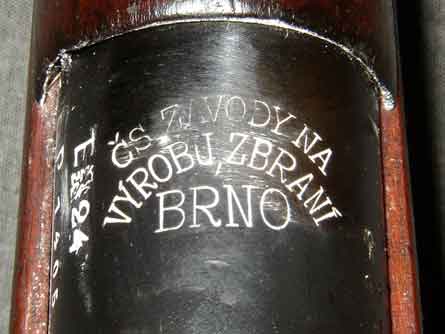 ČS. ZÁVODY NA
VÝROBU ZBRANÍ
BRNO